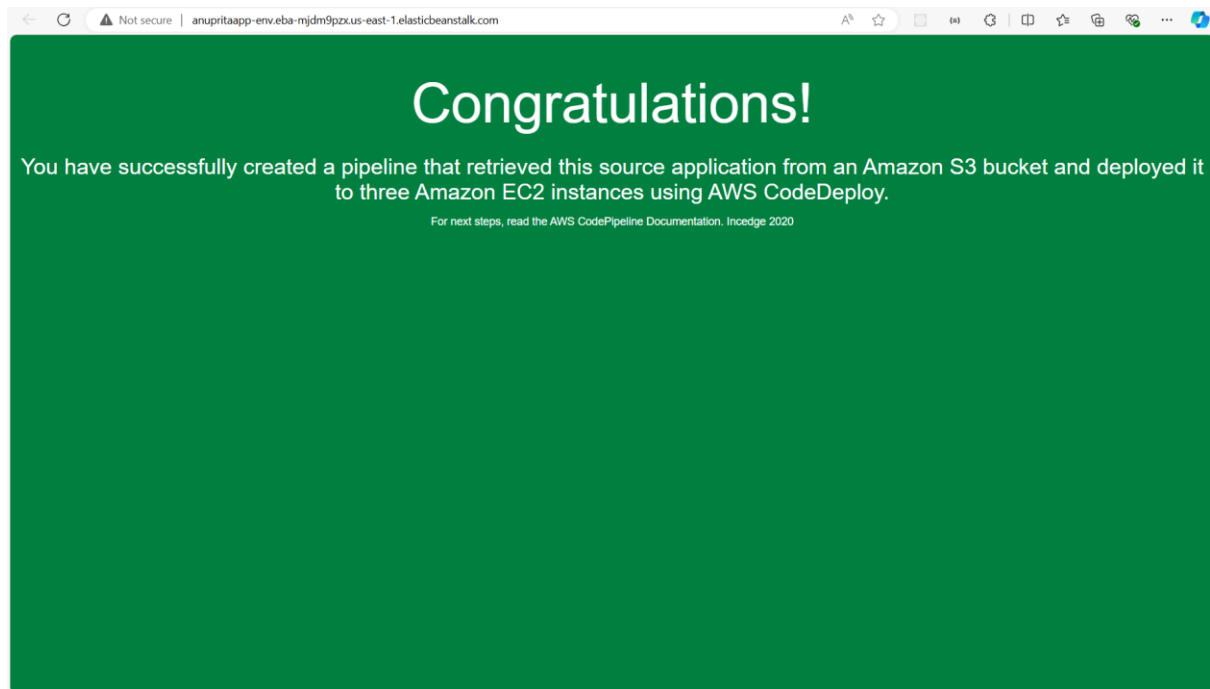 Not secure | anupritaapp-env.eba-mjdm9pzx.us-east-1.elasticbeanstalk.com
Congratulations!
You have successfully created a pipeline that retrieved this source application from an Amazon S3 bucket and deployed it
to three Amazon EC2 instances using AWS CodeDeploy.
For next steps, read the AWS CodePipeline Documentation. Incedge 2020